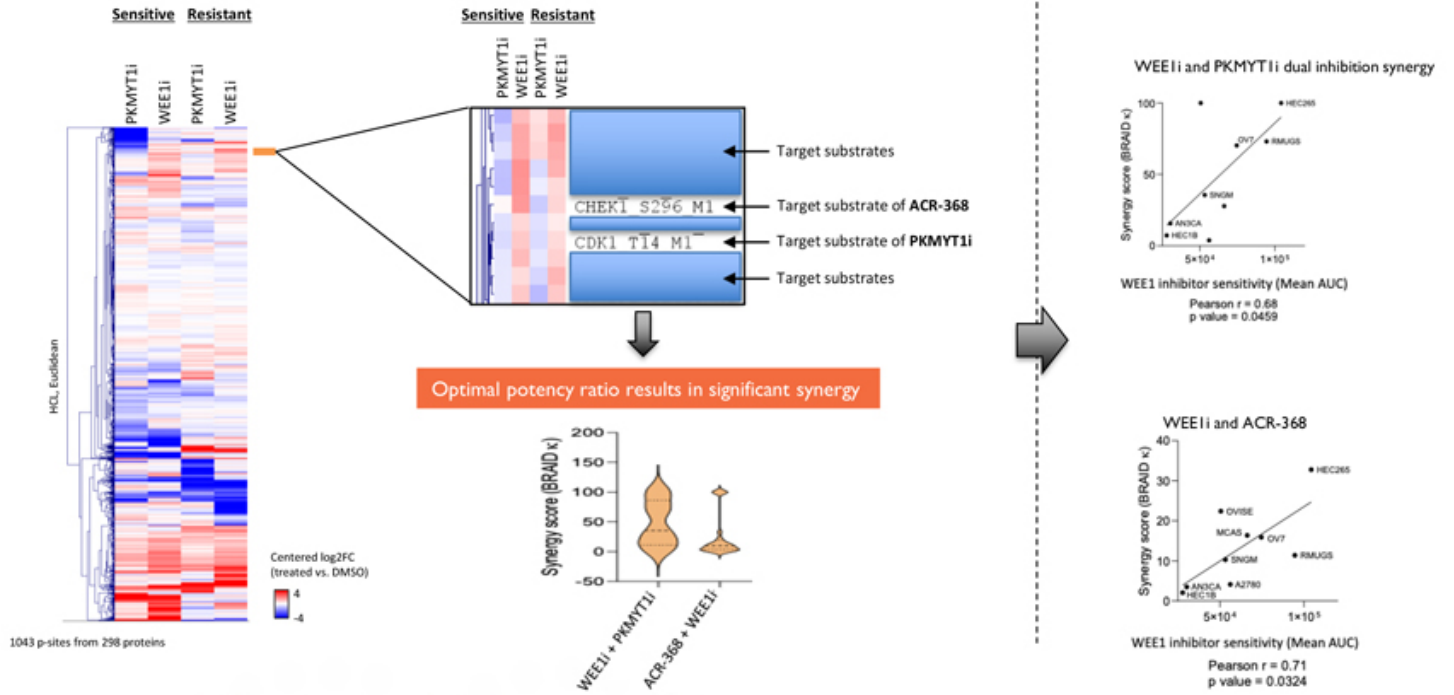 Sensitive Resistant
PKMYT1i
WEE1i
PKMYT1i
WEE1i
HCL, Euclidean
Centered log2FC
(treated vs. DMSO)
4
-4
1043 p-sites from 298 proteins
Sensitive Resistant
PKMYT1i
WEE1i
PKMYT1i
WEE1i
Target substrates
CHEK1_S296_M1
Target substrate of ACR-368
CDK1_T14_M1
Target substrate of PKMYT1i
Target substrates
Optimal potency ratio results in significant synergy
Synergy score (BRAID κ)
200
150
100
50
0
-50
WEE1i + PKMYT1i
ACR-368 + WEE1i
WEE1i and PKMYT1i dual inhibition synergy
Synergy score (BRAID κ)
100
50
0
HEC265
OV7
RMUGS
SNGM
AN3CA
HEC1B
5×10⁴
1×10⁵
WEE1 inhibitor sensitivity (Mean AUC)
Pearson r = 0.68
p value = 0.0459
WEE1i and ACR-368
Synergy score (BRAID κ)
40
30
20
10
0
HEC265
OVISE
MCAS
OV7
RMUGS
SNGM
AN3CA
A2780
HEC1B
5×10⁴
1×10⁵
WEE1 inhibitor sensitivity (Mean AUC)
Pearson r = 0.71
p value = 0.0324